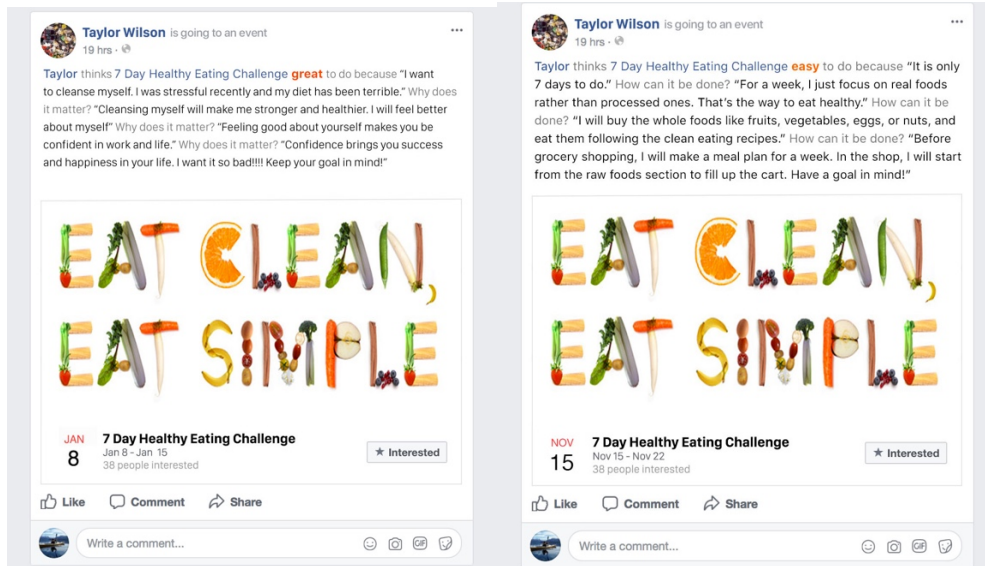 Taylor Wilson is going to an event
19 hrs ·
Taylor thinks 7 Day Healthy Eating Challenge great to do because “I want
to cleanse myself. I was stressful recently and my diet has been terrible.” Why does
it matter? “Cleansing myself will make me stronger and healthier. I will feel better
about myself” Why does it matter? “Feeling good about yourself makes you be
confident in work and life.” Why does it matter? “Confidence brings you success
and happiness in your life. I want it so bad!!!! Keep your goal in mind!”
EAT CLEAN,
EAT SIMPLE
JAN
8
7 Day Healthy Eating Challenge
Jan 8 - Jan 15
38 people interested
★ Interested
Like
Comment
Share
Write a comment...
GIF
Taylor Wilson is going to an event
19 hrs ·
Taylor thinks 7 Day Healthy Eating Challenge easy to do because “It is only
7 days to do.” How can it be done? “For a week, I just focus on real foods
rather than processed ones. That’s the way to eat healthy.” How can it be
done? “I will buy the whole foods like fruits, vegetables, eggs, or nuts, and
eat them following the clean eating recipes.” How can it be done? “Before
grocery shopping, I will make a meal plan for a week. In the shop, I will start
from the raw foods section to fill up the cart. Have a goal in mind!”
EAT CLEAN,
EAT SIMPLE
NOV
15
7 Day Healthy Eating Challenge
Nov 15 - Nov 22
38 people interested
★ Interested
Like
Comment
Share
Write a comment...
GIF